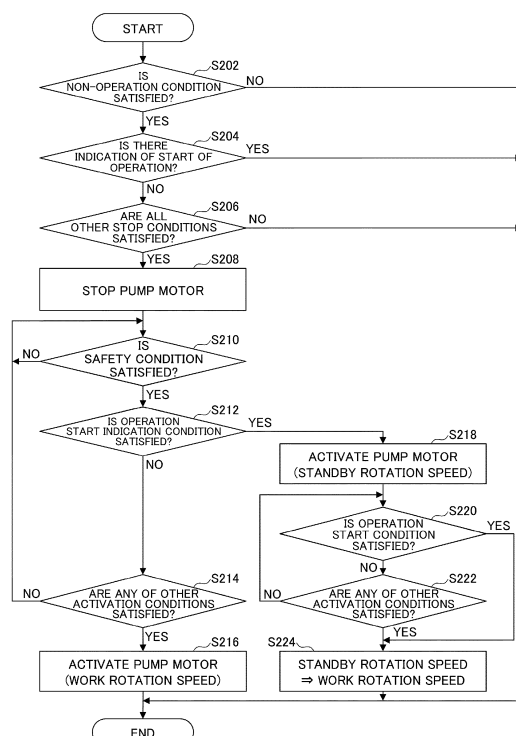 START
S202
IS
NON-OPERATION CONDITION
SATISFIED?
NO
YES
S204
IS THERE
INDICATION OF START OF
OPERATION?
YES
NO
S206
ARE ALL
OTHER STOP CONDITIONS
SATISFIED?
NO
YES
S208
STOP PUMP MOTOR
S210
IS
SAFETY CONDITION
SATISFIED?
NO
YES
S212
IS OPERATION
START INDICATION CONDITION
SATISFIED?
YES
NO
S218
ACTIVATE PUMP MOTOR
(STANDBY ROTATION SPEED)
S220
IS OPERATION
START CONDITION
SATISFIED?
YES
NO
S214
ARE ANY OF OTHER
ACTIVATION CONDITIONS
SATISFIED?
NO
YES
S222
ARE ANY OF OTHER
ACTIVATION CONDITIONS
SATISFIED?
NO
YES
S216
ACTIVATE PUMP MOTOR
(WORK ROTATION SPEED)
S224
STANDBY ROTATION SPEED
⇒ WORK ROTATION SPEED
END